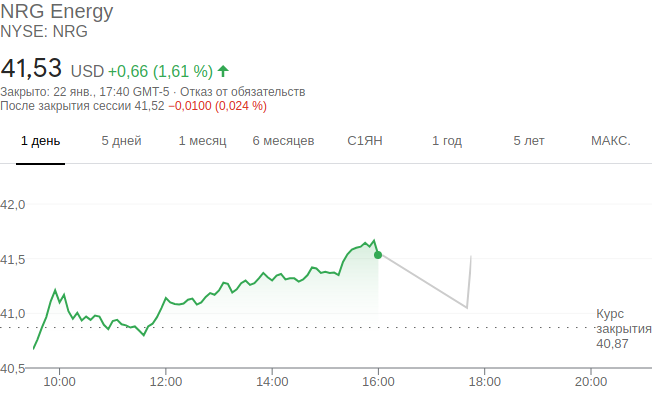 NRG Energy
NYSE: NRG
41,53 USD +0,66 (1,61 %)
Закрыто: 22 янв., 17:40 GMT-5 · Отказ от обязательств
После закрытия сессии 41,52 −0,0100 (0,024 %)
1 день 5 дней 1 месяц 6 месяцев С1ЯН 1 год 5 лет МАКС.
42,0
41,5
41,0
Курс
закрытия
40,87
40,5
10:00 12:00 14:00 16:00 18:00 20:00